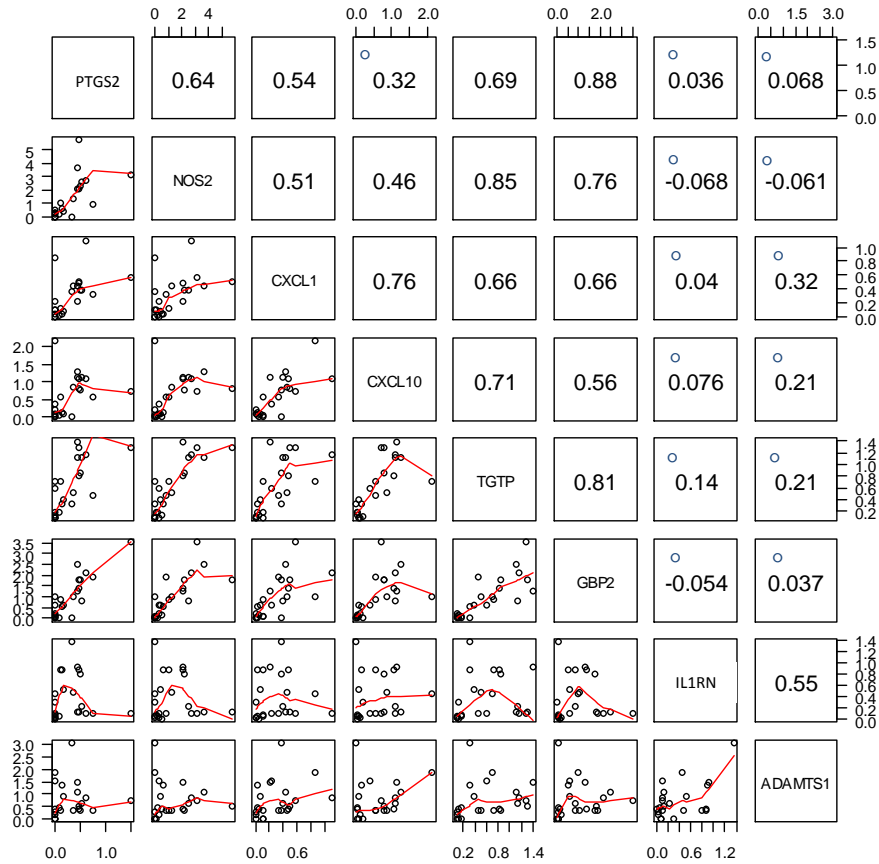 0 2 4
0.0 1.0 2.0
0.0 2.0
0.0 1.5 3.0
PTGS2 0.64 0.54 0.32 0.69 0.88 0.036 0.068
0.0 0.5 1.0 1.5
0 1 2 3 4 5
NOS2 0.51 0.46 0.85 0.76 -0.068 -0.061
CXCL1 0.76 0.66 0.66 0.04 0.32
0.0 0.2 0.4 0.6 0.8 1.0
0.0 0.5 1.0 1.5 2.0
CXCL10 0.71 0.56 0.076 0.21
TGTP 0.81 0.14 0.21
0.2 0.4 0.6 0.8 1.0 1.2 1.4
0.0 0.5 1.0 1.5 2.0 2.5 3.0 3.5
GBP2 -0.054 0.037
IL1RN 0.55
0.0 0.2 0.4 0.6 0.8 1.0 1.2 1.4
0.0 0.5 1.0 1.5 2.0 2.5 3.0
ADAMTS1
0.0 1.0
0.0 0.6
0.2 0.8 1.4
0.0 0.6 1.2